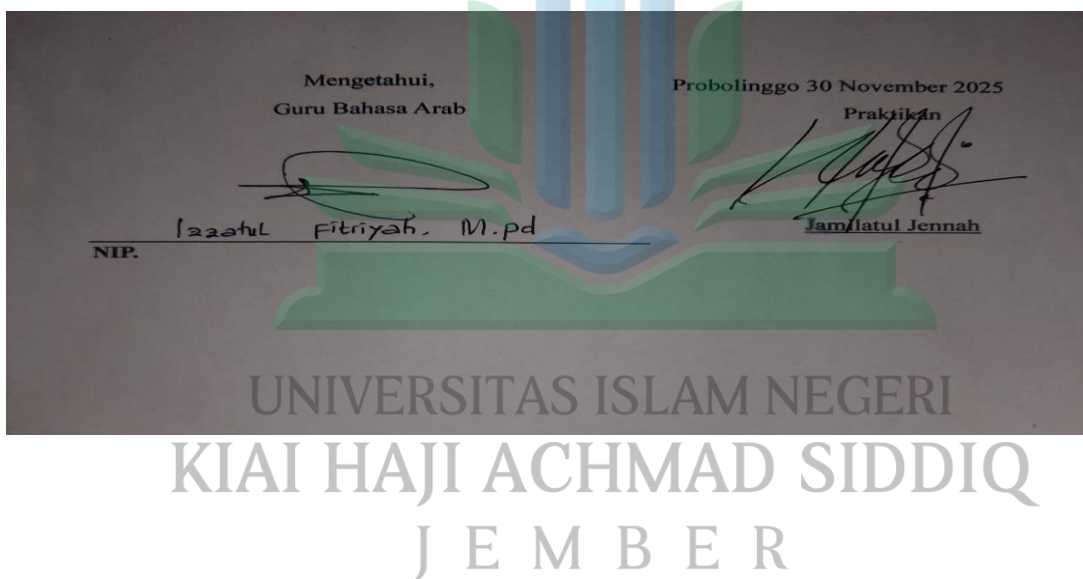 Mengetahui,
Guru Bahasa Arab
Izzatul Fitriyah. M.pd
NIP.
Probolinggo 30 November 2025
Praktikan
Jamilatul Jennah
UNIVERSITAS ISLAM NEGERI
KIAI HAJI ACHMAD SIDDIQ
JEMBER